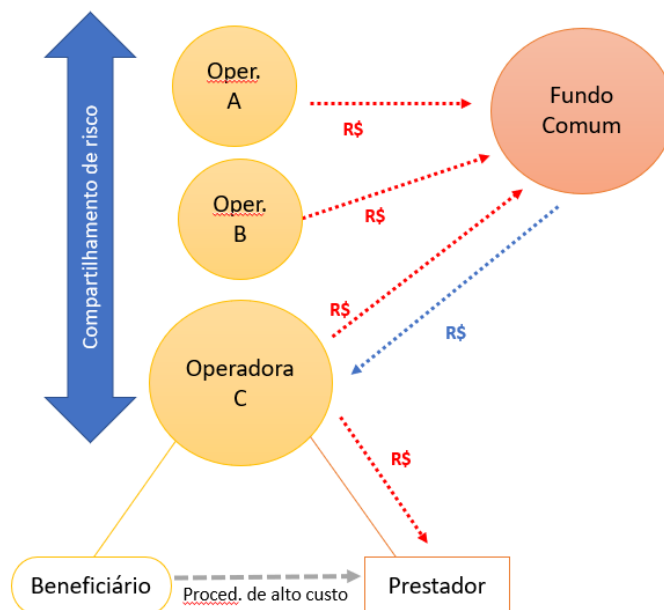 Compartilhamento de risco
Oper.
A
R$
Fundo
Comum
Oper.
B
R$
R$
R$
Operadora
C
R$
Beneficiário
Proced. de alto custo
Prestador